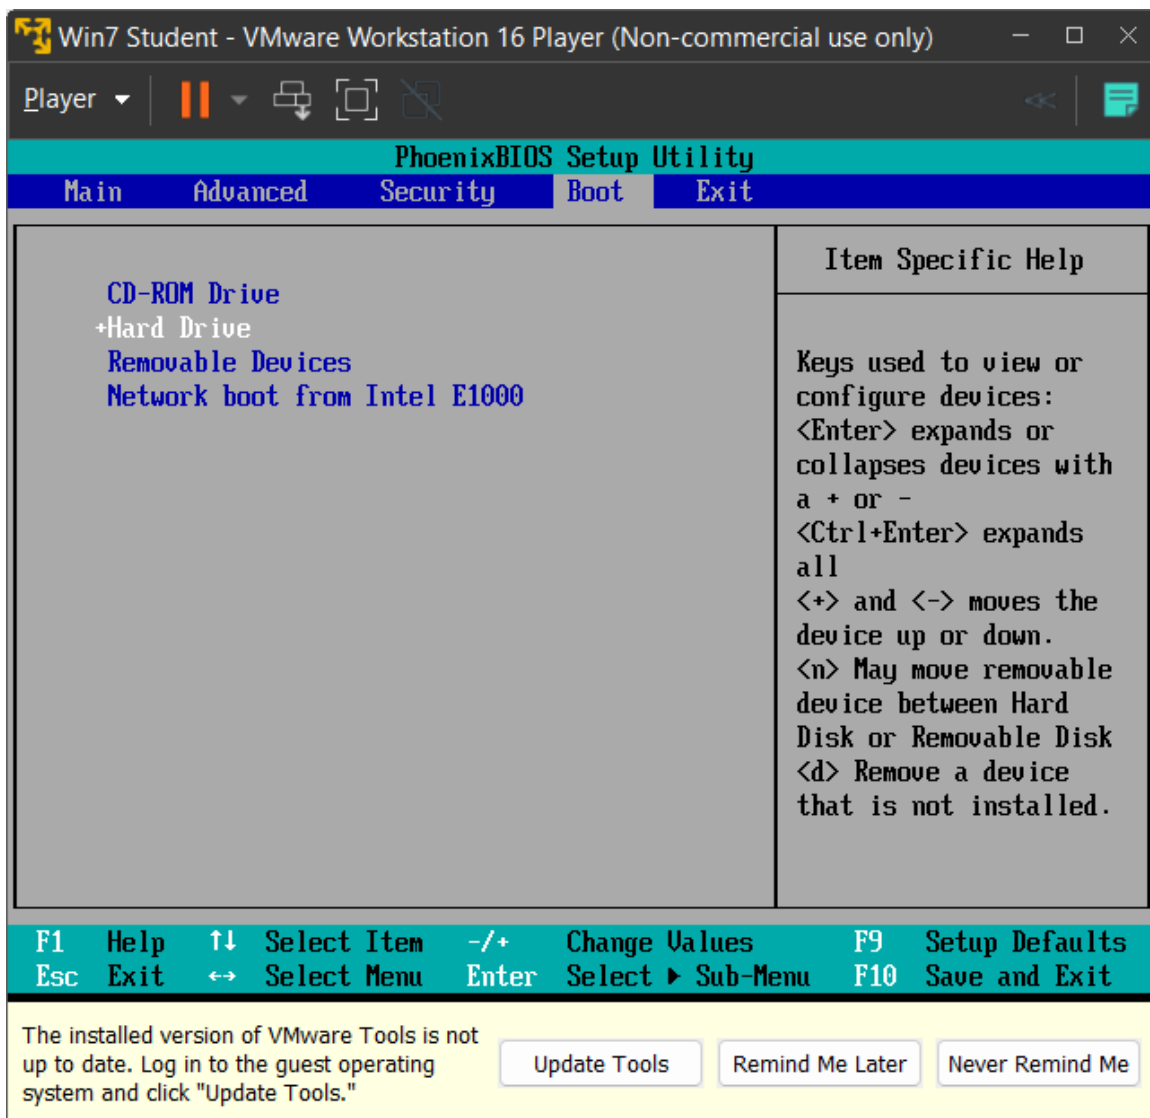 Win7 Student - VMware Workstation 16 Player (Non-commercial use only)
Player
PhoenixBIOS Setup Utility
Main Advanced Security Boot Exit
CD-ROM Drive
+Hard Drive
Removable Devices
Network boot from Intel E1000
Item Specific Help
Keys used to view or
configure devices:
<Enter> expands or
collapses devices with
a + or -
<Ctrl+Enter> expands
all
<+> and <-> moves the
device up or down.
<n> May move removable
device between Hard
Disk or Removable Disk
<d> Remove a device
that is not installed.
F1 Help ↑↓ Select Item -/+ Change Values F9 Setup Defaults
Esc Exit ↔ Select Menu Enter Select ▶ Sub-Menu F10 Save and Exit
The installed version of VMware Tools is not
up to date. Log in to the guest operating
system and click "Update Tools."
Update Tools Remind Me Later Never Remind Me